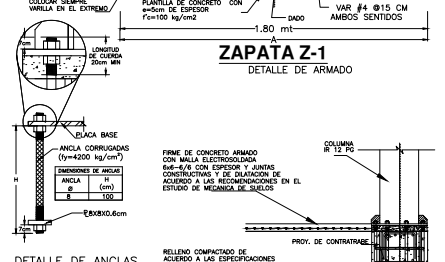 COLOCAR SIEMPRE
VARILLA EN EL EXTREMO
PLANTILLA DE CONCRETO CON
e=5cm DE ESPESOR
f'c=100 kg/cm2
DADO
VAR #4 @15 CM
AMBOS SENTIDOS
1.80 mt
A
ZAPATA Z-1
DETALLE DE ARMADO
7cm
LONGITUD
DE CUERDA
20cm MIN
PLACA BASE
ANCLA CORRUGADAS
(fy=4200 kg/cm²)
H
DIMENSIONES DE ANCLAS
ANCLA H
Ø (cm)
8 100
8X8X0.6cm
7cm
DETALLE DE ANCLAS
FIRME DE CONCRETO ARMADO
CON MALLA ELECTROSOLDADA
6x6-6/6 CON ESPESOR Y JUNTAS
CONSTRUCTIVAS Y DE DILATACION DE
ACUERDO A LAS RECOMENDACIONES EN EL
ESTUDIO DE MECANICA DE SUELOS
COLUMNA
IR 12 PG
PROY. DE CONTRATRABE
RELLENO COMPACTADO DE
ACUERDO A LAS ESPECIFICACIONES